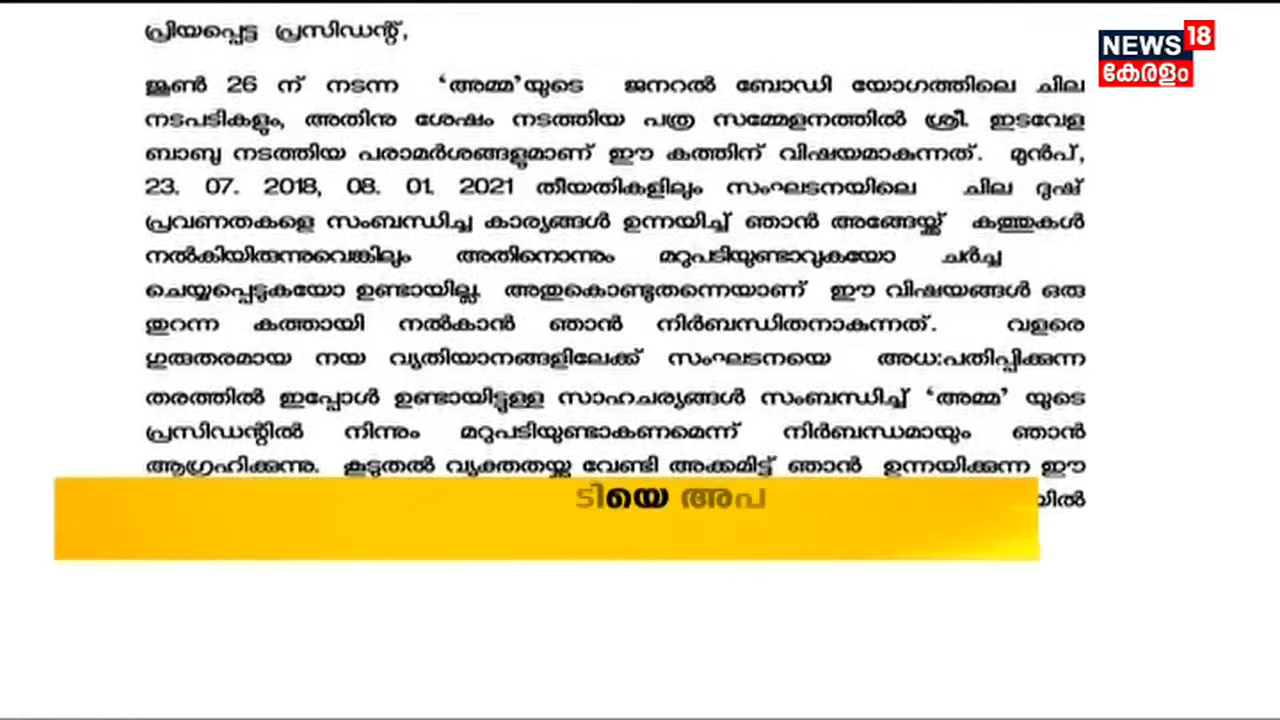 പ്രിയപ്പെട്ട പ്രസിഡന്റ്,
NEWS 18
കേരളം
ജൂൺ 26 ന് നടന്ന ‘അമ്മ’യുടെ ജനറൽ ബോഡി യോഗത്തിലെ ചില
നടപടികളും, അതിനു ശേഷം നടത്തിയ പത്ര സമ്മേളനത്തിൽ ശ്രീ. ഇടവേള
ബാബു നടത്തിയ പരാമർശങ്ങളുമാണ് ഈ കത്തിന് വിഷയമാകുന്നത്. മുൻപ്,
23. 07. 2018, 08. 01. 2021 തീയതികളിലും സംഘടനയിലെ ചില ദുഷ്
പ്രവണതകളെ സംബന്ധിച്ച കാര്യങ്ങൾ ഉന്നയിച്ച് ഞാൻ അങ്ങേയ്ക്ക് കത്തുകൾ
നൽകിയിരുന്നുവെങ്കിലും അതിനൊന്നും മറുപടിയുണ്ടാവുകയോ ചർച്ച
ചെയ്യപ്പെടുകയോ ഉണ്ടായില്ല. അതുകൊണ്ടുതന്നെയാണ് ഈ വിഷയങ്ങൾ ഒരു
തുറന്ന കത്തായി നൽകാൻ ഞാൻ നിർബന്ധിതനാകുന്നത്. വളരെ
ഗുരുതരമായ നയ വ്യതിയാനങ്ങളിലേക്ക് സംഘടനയെ അധ:പതിപ്പിക്കുന്ന
തരത്തിൽ ഇപ്പോൾ ഉണ്ടായിട്ടുള്ള സാഹചര്യങ്ങൾ സംബന്ധിച്ച് ‘അമ്മ’ യുടെ
പ്രസിഡന്റിൽ നിന്നും മറുപടിയുണ്ടാകണമെന്ന് നിർബന്ധമായും ഞാൻ
ആഗ്രഹിക്കുന്നു. കൂടുതൽ വ്യക്തതയ്ക്കു വേണ്ടി അക്കമിട്ട് ഞാൻ ഉന്നയിക്കുന്ന ഈ
ടിയെ അപ